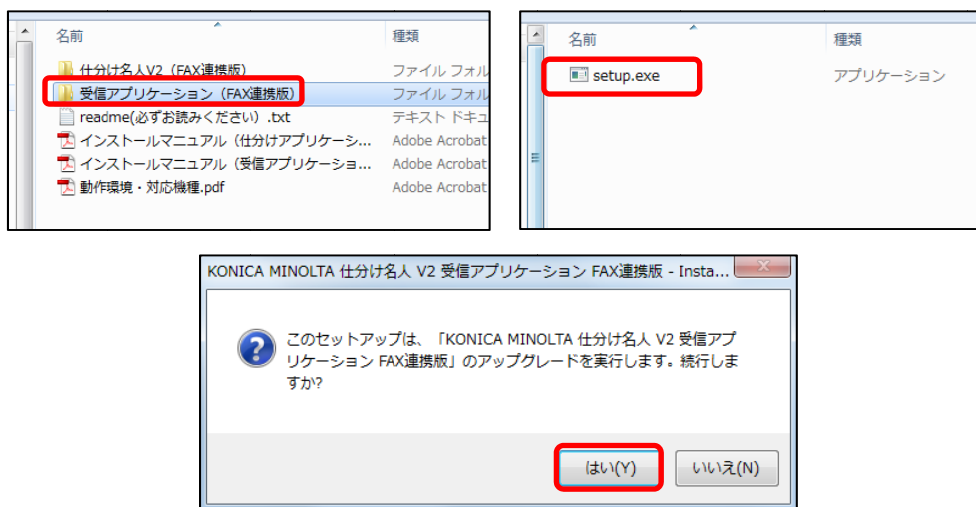 名前 種類
仕分け名人V2（FAX連携版） ファイル フォル
受信アプリケーション（FAX連携版） ファイル フォル
readme(必ずお読みください）.txt テキスト ドキュ
インストールマニュアル（仕分けアプリケーシ... Adobe Acrobat
インストールマニュアル（受信アプリケーショ... Adobe Acrobat
動作環境・対応機種.pdf Adobe Acrobat
名前 種類
setup.exe アプリケーション
KONICA MINOLTA 仕分け名人 V2 受信アプリケーション FAX連携版 - Insta...
このセットアップは、「KONICA MINOLTA 仕分け名人 V2 受信アプ
リケーション FAX連携版」のアップグレードを実行します。続行しま
すか?
はい(Y) いいえ(N)